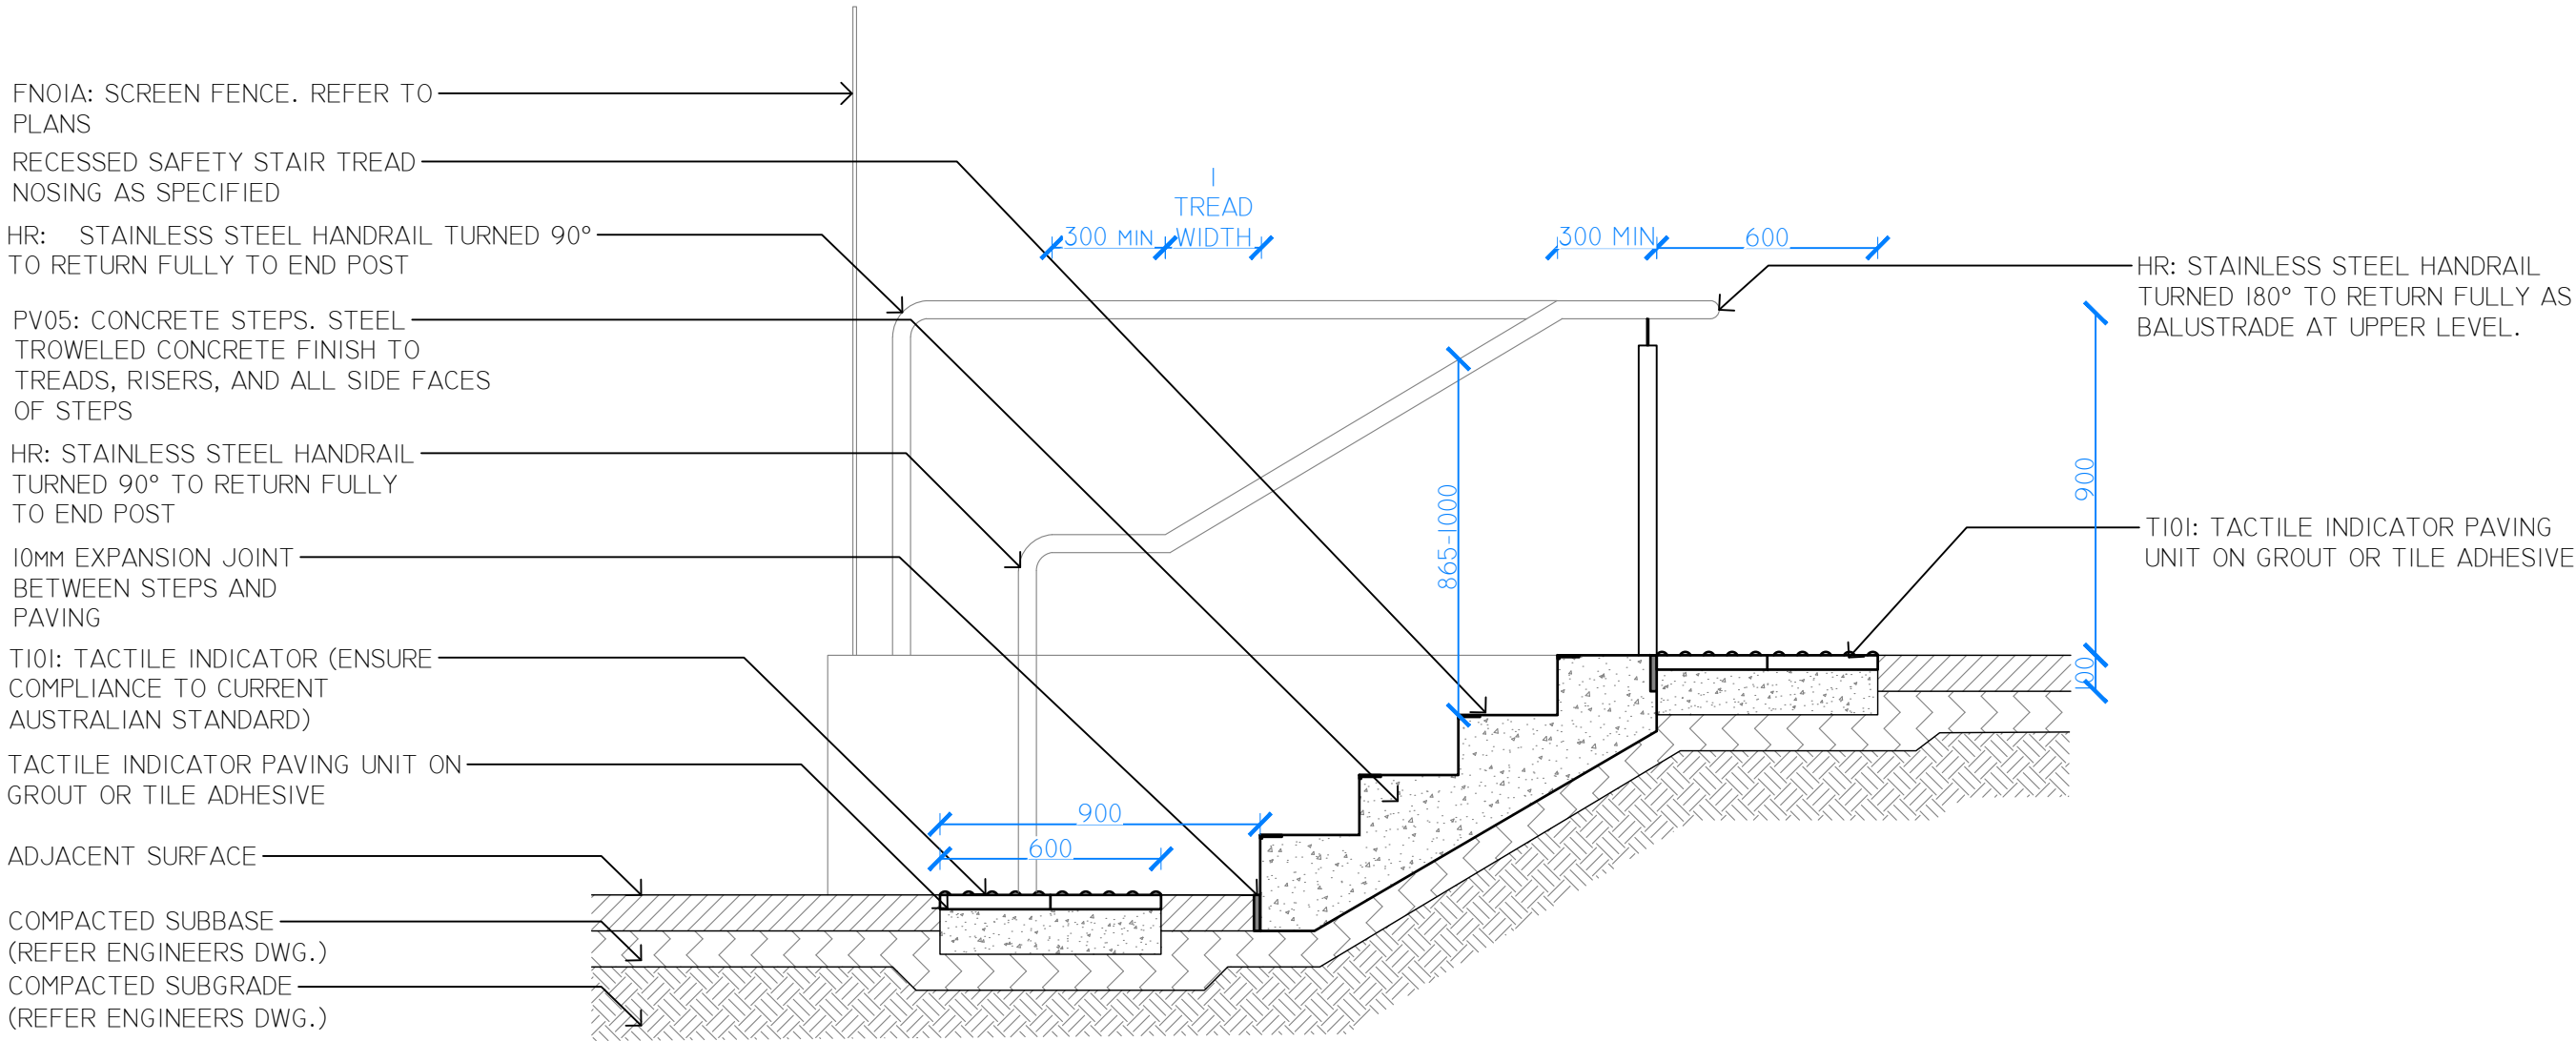 FN01A: SCREEN FENCE. REFER TO
PLANS
RECESSED SAFETY STAIR TREAD
NOSING AS SPECIFIED
HR: STAINLESS STEEL HANDRAIL TURNED 90°
TO RETURN FULLY TO END POST
PV05: CONCRETE STEPS. STEEL
TROWELED CONCRETE FINISH TO
TREADS, RISERS, AND ALL SIDE FACES
OF STEPS
HR: STAINLESS STEEL HANDRAIL
TURNED 90° TO RETURN FULLY
TO END POST
10MM EXPANSION JOINT
BETWEEN STEPS AND
PAVING
TI01: TACTILE INDICATOR (ENSURE
COMPLIANCE TO CURRENT
AUSTRALIAN STANDARD)
TACTILE INDICATOR PAVING UNIT ON
GROUT OR TILE ADHESIVE
ADJACENT SURFACE
COMPACTED SUBBASE
(REFER ENGINEERS DWG.)
COMPACTED SUBGRADE
(REFER ENGINEERS DWG.)
300 MIN
1
TREAD
WIDTH
300 MIN
600
865-1000
900
600
900
100
HR: STAINLESS STEEL HANDRAIL
TURNED 180° TO RETURN FULLY AS
BALUSTRADE AT UPPER LEVEL.
TI01: TACTILE INDICATOR PAVING
UNIT ON GROUT OR TILE ADHESIVE